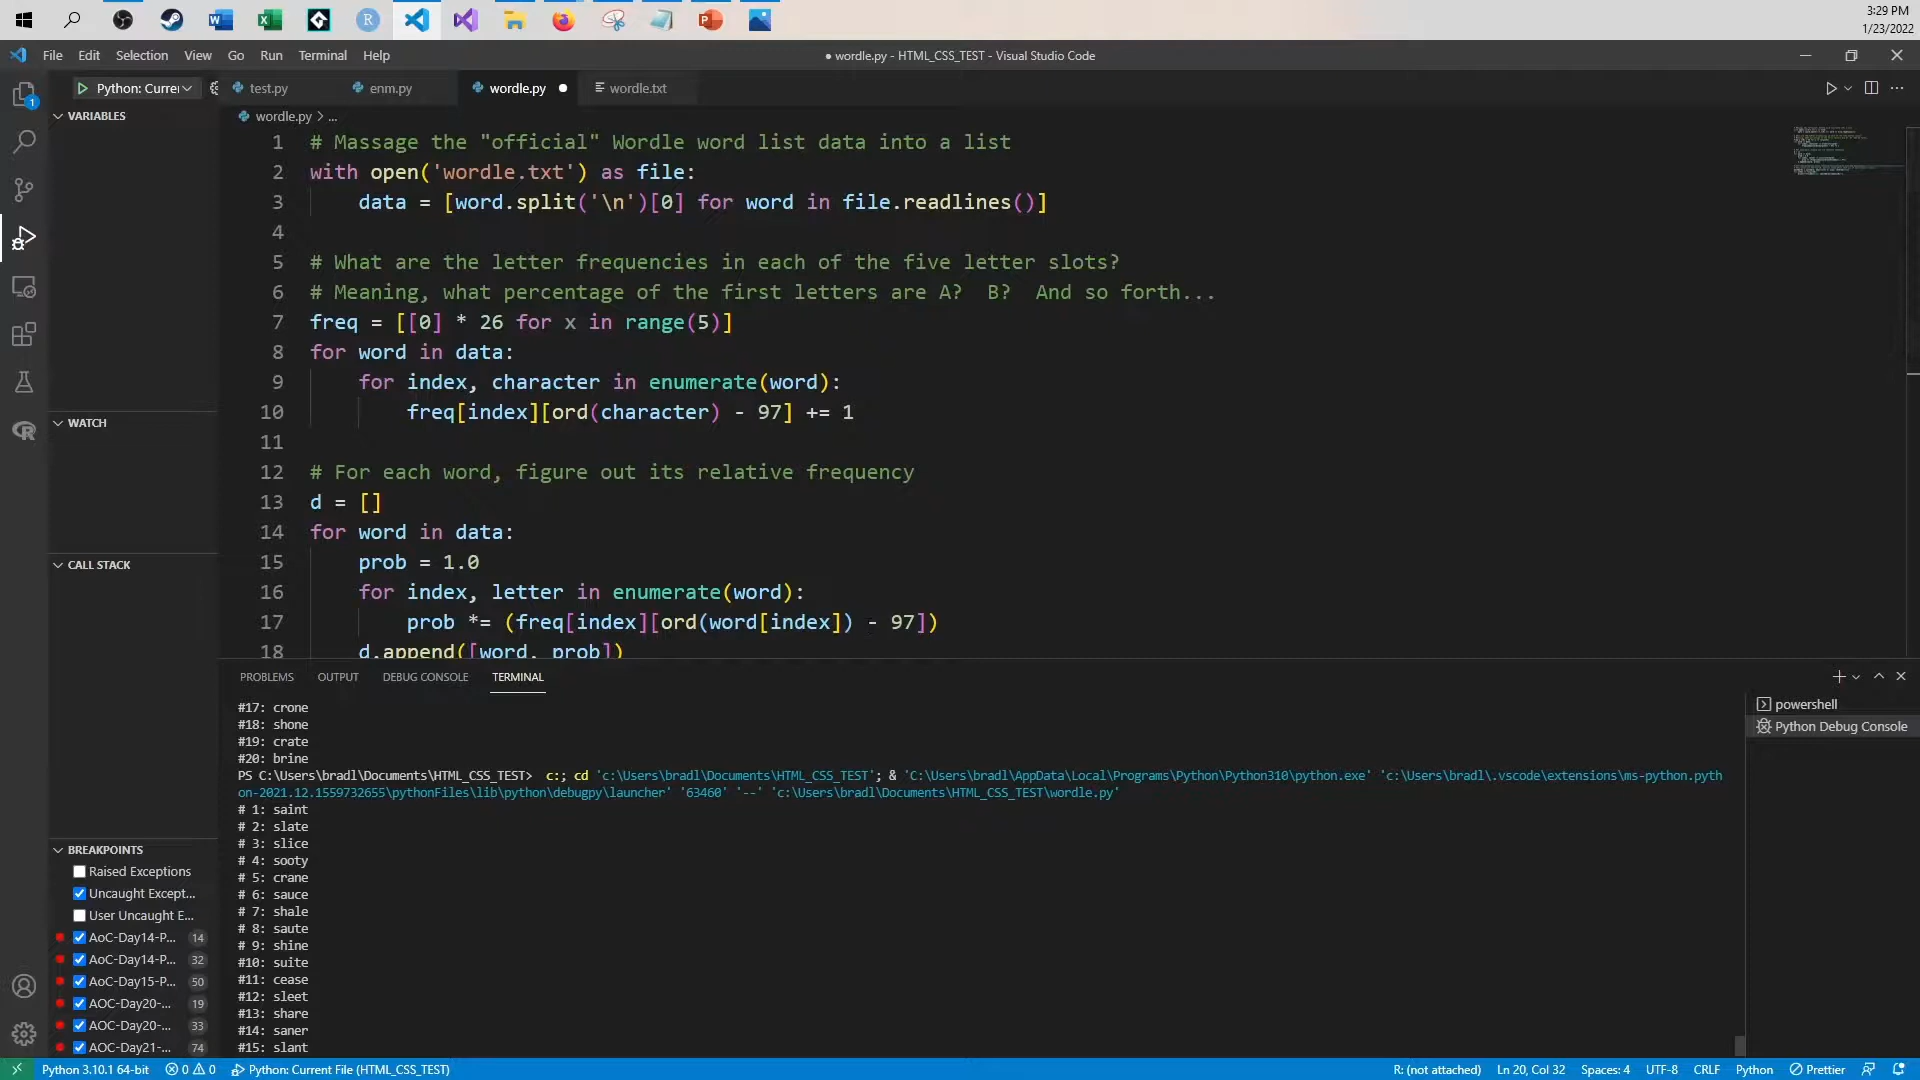 3:29 PM
1/23/2022
File Edit Selection View Go Run Terminal Help
● wordle.py - HTML_CSS_TEST - Visual Studio Code
Python: Currer
test.py
enm.py
wordle.py
wordle.txt
1
VARIABLES
wordle.py > ...
1 # Massage the "official" Wordle word list data into a list
2 with open('wordle.txt') as file:
3 data = [word.split('\n')[0] for word in file.readlines()]
4
5 # What are the letter frequencies in each of the five letter slots?
6 # Meaning, what percentage of the first letters are A?  B?  And so forth...
7 freq = [[0] * 26 for x in range(5)]
8 for word in data:
9 for index, character in enumerate(word):
10 freq[index][ord(character) - 97] += 1
11
12 # For each word, figure out its relative frequency
13 d = []
14 for word in data:
15 prob = 1.0
16 for index, letter in enumerate(word):
17 prob *= (freq[index][ord(word[index]) - 97])
18 d.append([word, prob])
WATCH
CALL STACK
BREAKPOINTS
Raised Exceptions
Uncaught Except...
User Uncaught E...
AoC-Day14-P... 14
AoC-Day14-P... 32
AoC-Day15-P... 50
AOC-Day20-... 19
AOC-Day20-... 33
AOC-Day21-... 74
PROBLEMS OUTPUT DEBUG CONSOLE TERMINAL
#17: crone
#18: shone
#19: crate
#20: brine
PS C:\Users\bradl\Documents\HTML_CSS_TEST>  c:; cd 'c:\Users\bradl\Documents\HTML_CSS_TEST'; & 'C:\Users\bradl\AppData\Local\Programs\Python\Python310\python.exe' 'c:\Users\bradl\.vscode\extensions\ms-python.pyth
on-2021.12.1559732655\pythonFiles\lib\python\debugpy\launcher' '63460' '--' 'c:\Users\bradl\Documents\HTML_CSS_TEST\wordle.py'
# 1: saint
# 2: slate
# 3: slice
# 4: sooty
# 5: crane
# 6: sauce
# 7: shale
# 8: saute
# 9: shine
#10: suite
#11: cease
#12: sleet
#13: share
#14: saner
#15: slant
powershell
Python Debug Console
Python 3.10.1 64-bit 0 0 Python: Current File (HTML_CSS_TEST)
R: (not attached) Ln 20, Col 32 Spaces: 4 UTF-8 CRLF Python Prettier